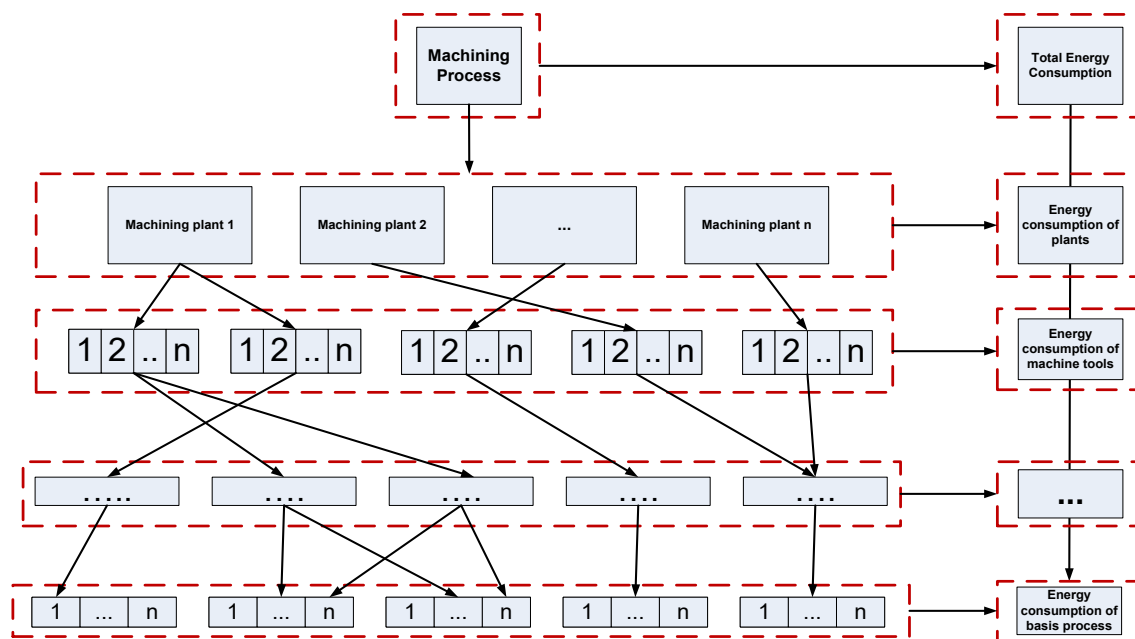 Machining
Process
Total Energy
Consumption
Machining plant 1
Machining plant 2
...
Machining plant n
Energy
consumption of
plants
1 2 .. n
1 2 .. n
1 2 .. n
1 2 .. n
1 2 .. n
Energy
consumption of
machine tools
.....
....
....
....
....
...
1 ... n
1 ... n
1 ... n
1 ... n
1 ... n
Energy
consumption of
basis process